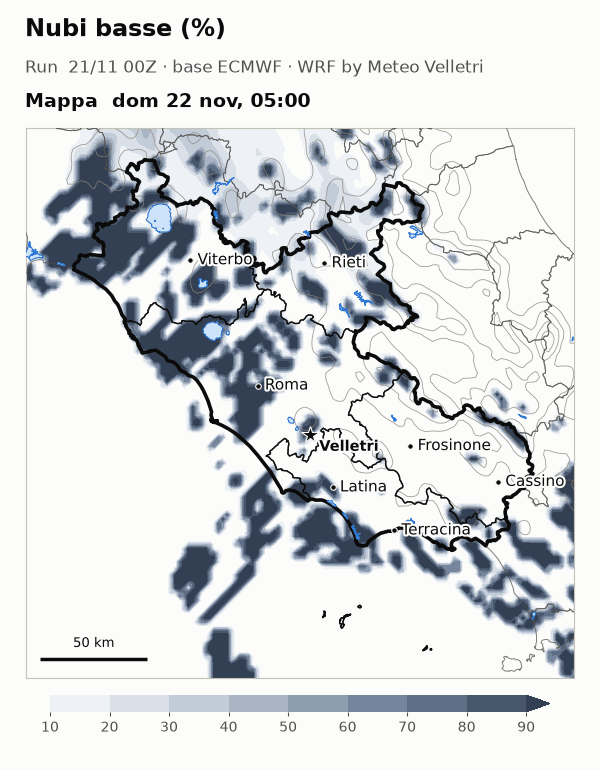 Nubi basse (%)
Run 21/11 00Z · base ECMWF · WRF by Meteo Velletri
Mappa dom 22 nov, 05:00
Viterbo
Rieti
Roma
Velletri
Frosinone
Latina
Cassino
Terracina
50 km
10 20 30 40 50 60 70 80 90